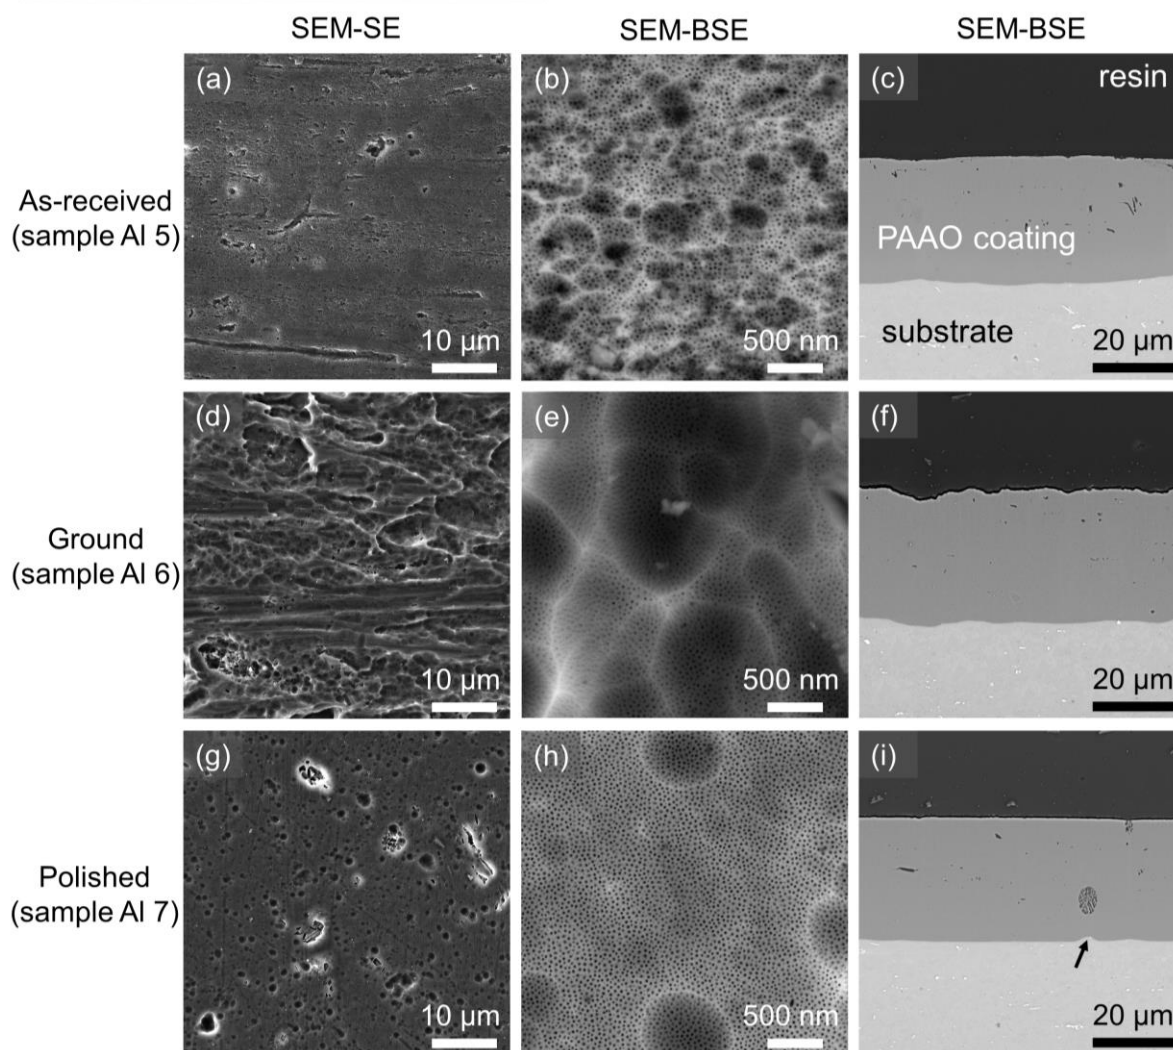 SEM-SE SEM-BSE SEM-BSE
(a) (b) (c) resin
As-received
(sample Al 5)
PAAO coating
substrate
10 µm 500 nm 20 µm
(d) (e) (f)
Ground
(sample Al 6)
10 µm 500 nm 20 µm
(g) (h) (i)
Polished
(sample Al 7)
10 µm 500 nm 20 µm